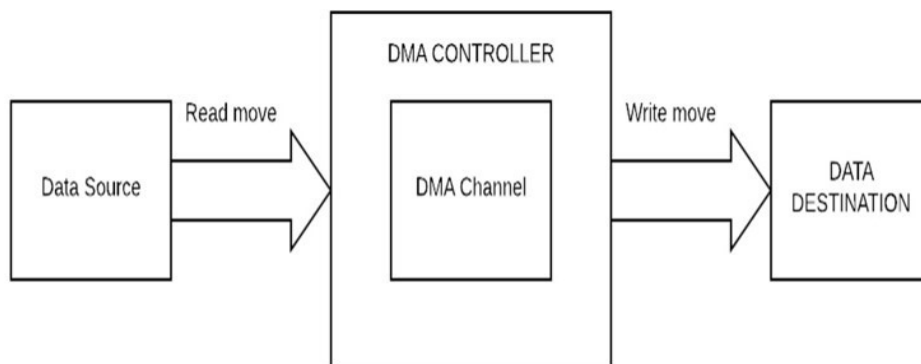 DMA CONTROLLER
Read move
Write move
Data Source
DMA Channel
DATA
DESTINATION